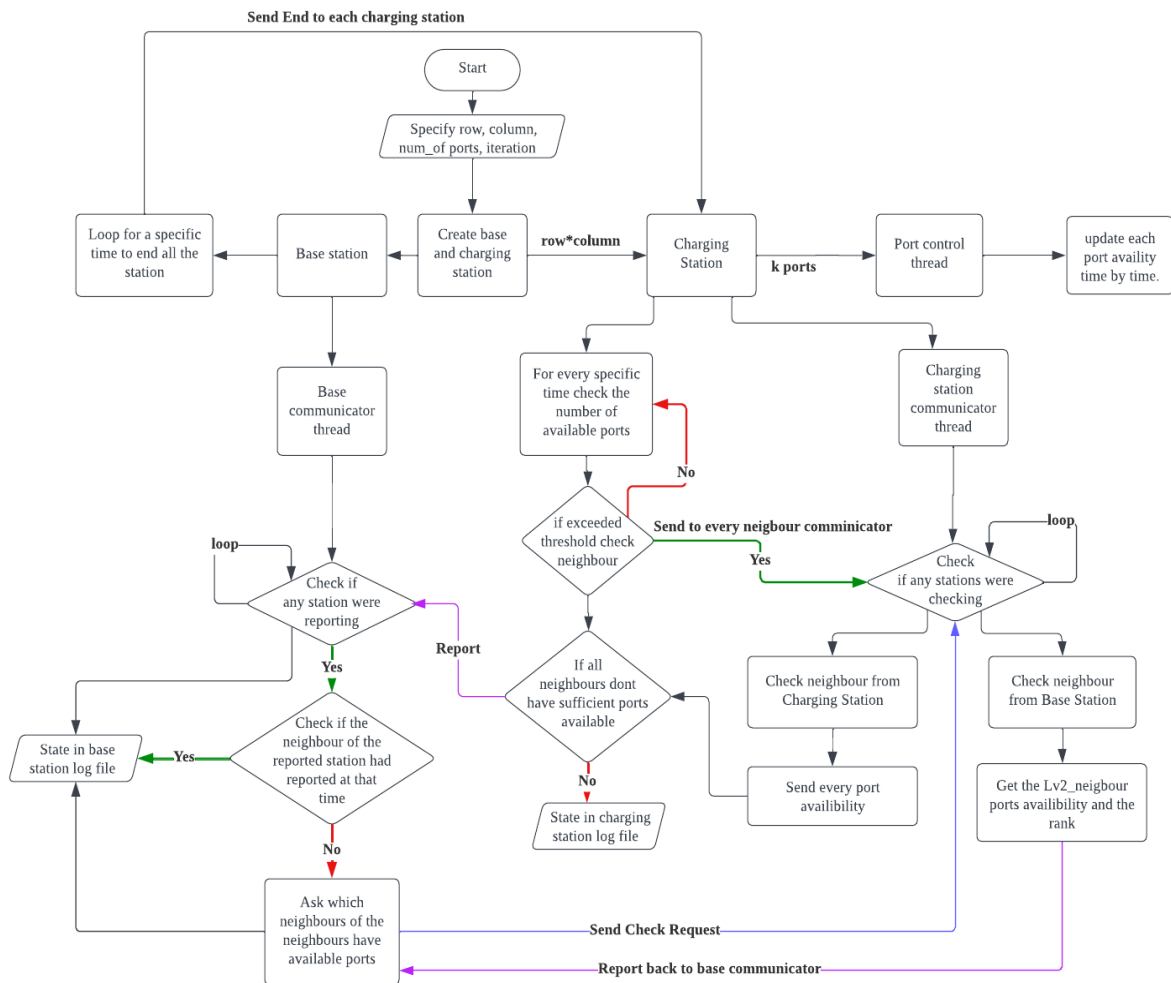 Send End to each charging station
Start
Specify row, column,
num_of ports, iteration
Loop for a specific
time to end all the
station
Base station
Create base
and charging
station
row*column
Charging
Station
k ports
Port control
thread
update each
port availity
time by time.
Base
communicator
thread
For every specific
time check the
number of
available ports
Charging
station
communicator
thread
No
if exceeded
threshold check
neighbour
Send to every neigbour comminicator
Yes
loop
Check
if any stations were
checking
loop
Check if
any station were
reporting
Report
Yes
If all
neighbours dont
have sufficient ports
available
Check neighbour from
Charging Station
Check neighbour
from Base Station
State in base
station log file
Yes
Check if the
neighbour of the
reported station had
reported at that
time
No
State in charging
station log file
Send every port
availibility
Get the Lv2_neigbour
ports availibility and the
rank
No
Ask which
neighbours of the
neighbours have
available ports
Send Check Request
Report back to base communicator